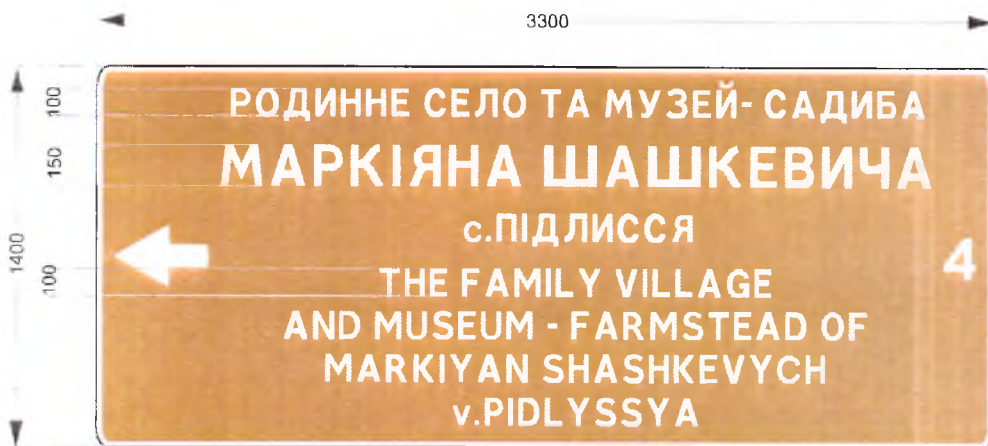 3300
1400
100
150
100
РОДИННЕ СЕЛО ТА МУЗЕЙ- САДИБА
МАРКІЯНА ШАШКЕВИЧА
с.ПІДЛИССЯ
4
THE FAMILY VILLAGE
AND MUSEUM - FARMSTEAD OF
MARKIYAN SHASHKEVYCH
v.PIDLYSSYA